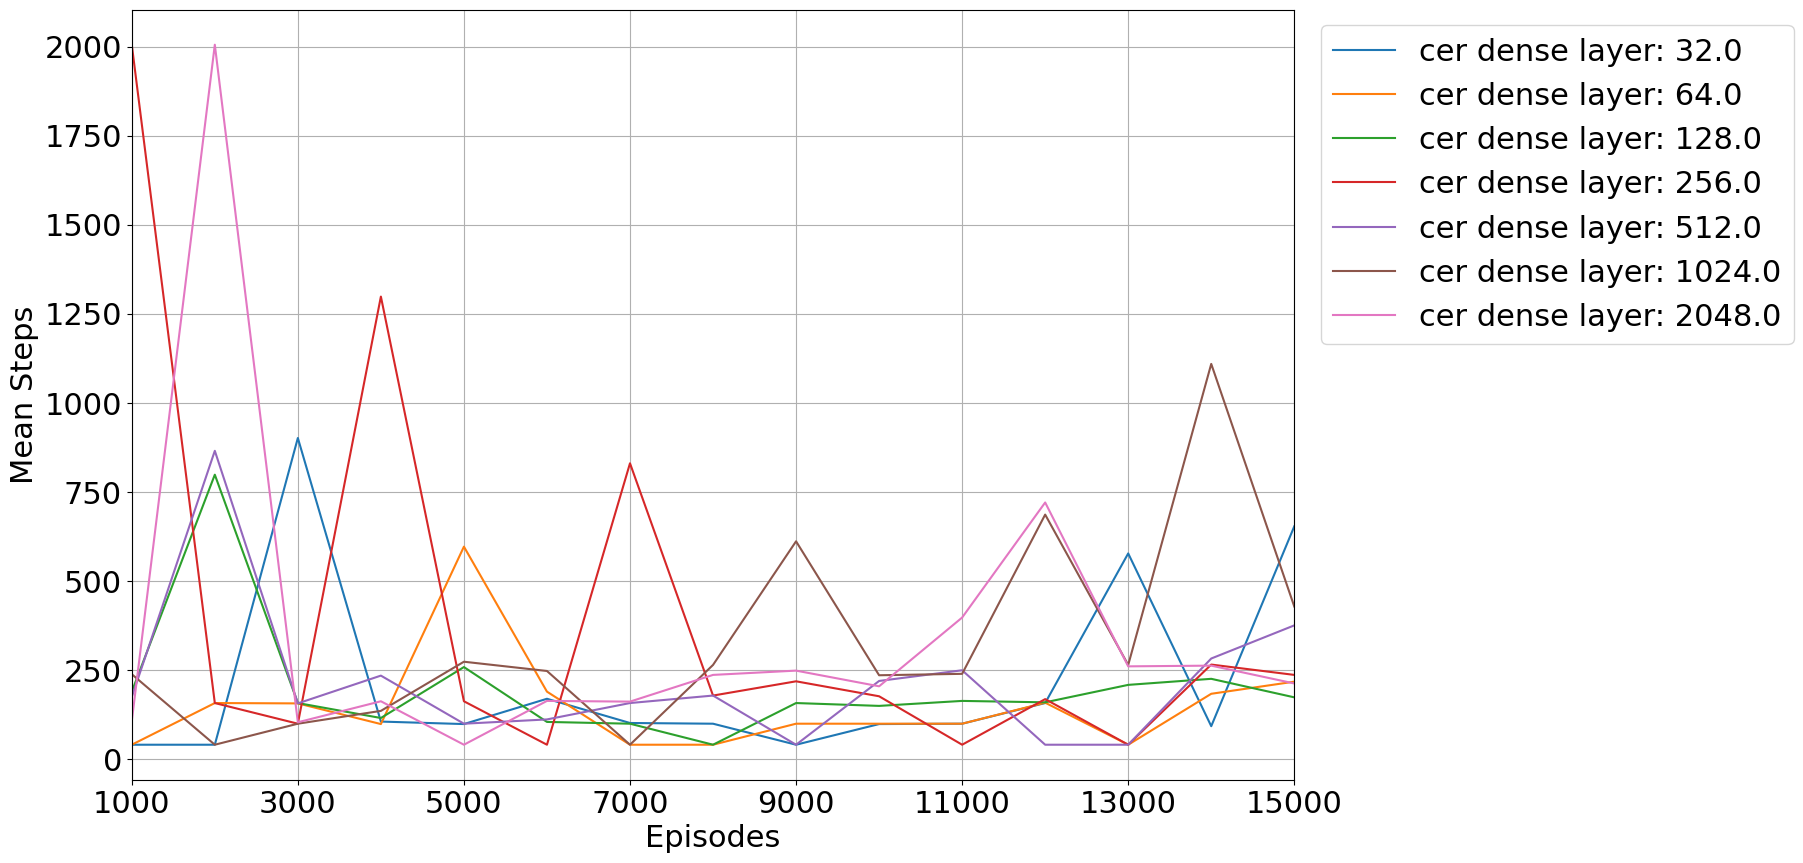 2000
1750
1500
1250
1000
750
500
250
0
Mean Steps
1000 3000 5000 7000 9000 11000 13000 15000
Episodes
cer dense layer: 32.0
cer dense layer: 64.0
cer dense layer: 128.0
cer dense layer: 256.0
cer dense layer: 512.0
cer dense layer: 1024.0
cer dense layer: 2048.0